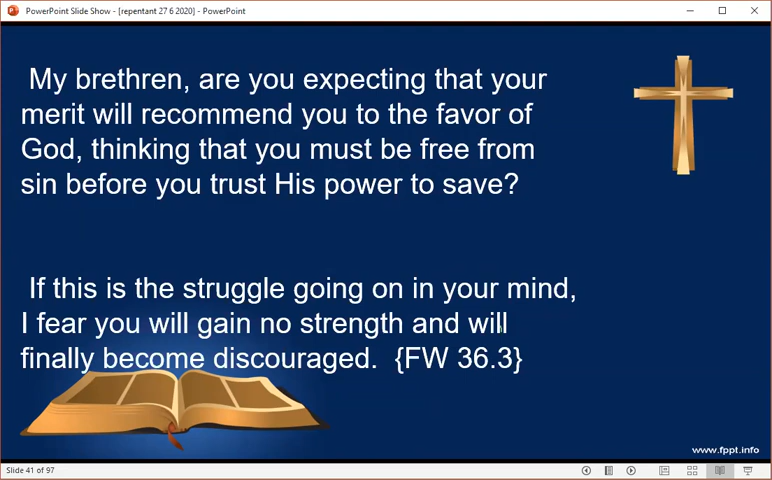 PowerPoint Slide Show - [repentant 27 6 2020] - PowerPoint
My brethren, are you expecting that your
merit will recommend you to the favor of
God, thinking that you must be free from
sin before you trust His power to save?
If this is the struggle going on in your mind,
I fear you will gain no strength and will
finally become discouraged. {FW 36.3}
www.fppt.info
Slide 41 of 97